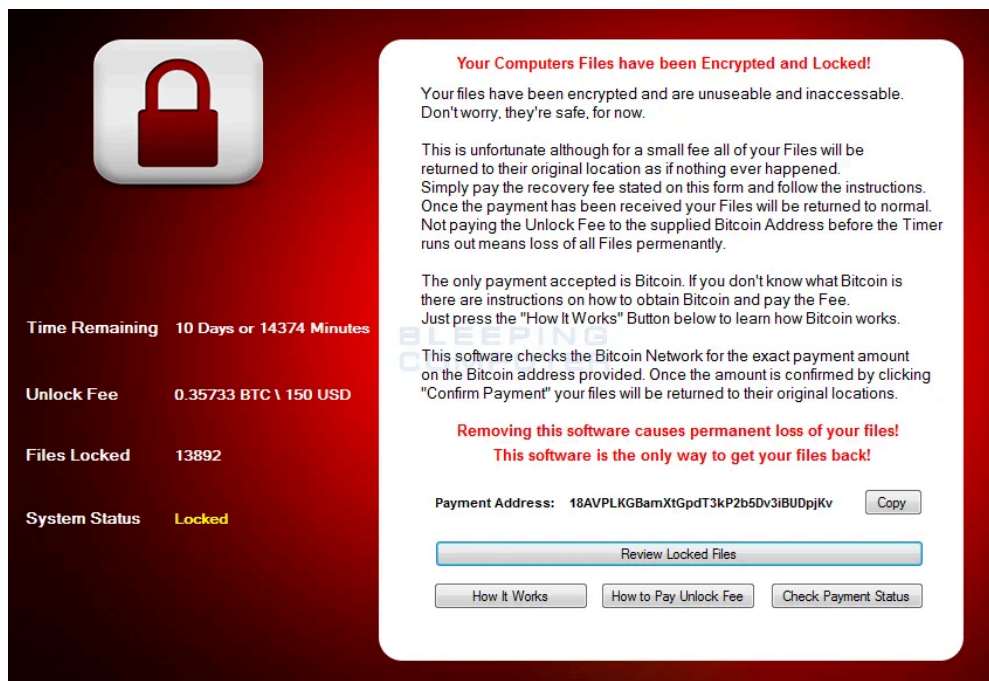 Your Computers Files have been Encrypted and Locked!
Your files have been encrypted and are unuseable and inaccessable.
Don't worry, they're safe, for now.
This is unfortunate although for a small fee all of your Files will be
returned to their original location as if nothing ever happened.
Simply pay the recovery fee stated on this form and follow the instructions.
Once the payment has been received your Files will be returned to normal.
Not paying the Unlock Fee to the supplied Bitcoin Address before the Timer
runs out means loss of all Files permenantly.
The only payment accepted is Bitcoin. If you don't know what Bitcoin is
there are instructions on how to obtain Bitcoin and pay the Fee.
Just press the "How It Works" Button below to learn how Bitcoin works.
This software checks the Bitcoin Network for the exact payment amount
on the Bitcoin address provided. Once the amount is confirmed by clicking
"Confirm Payment" your files will be returned to their original locations.
Removing this software causes permanent loss of your files!
This software is the only way to get your files back!
Payment Address: 18AVPLKGBamXtGpdT3kP2b5Dv3iBUDpjKv Copy
Review Locked Files
How It Works How to Pay Unlock Fee Check Payment Status
Time Remaining 10 Days or 14374 Minutes
Unlock Fee 0.35733 BTC \ 150 USD
Files Locked 13892
System Status Locked
BLEEPING
COMPUTER